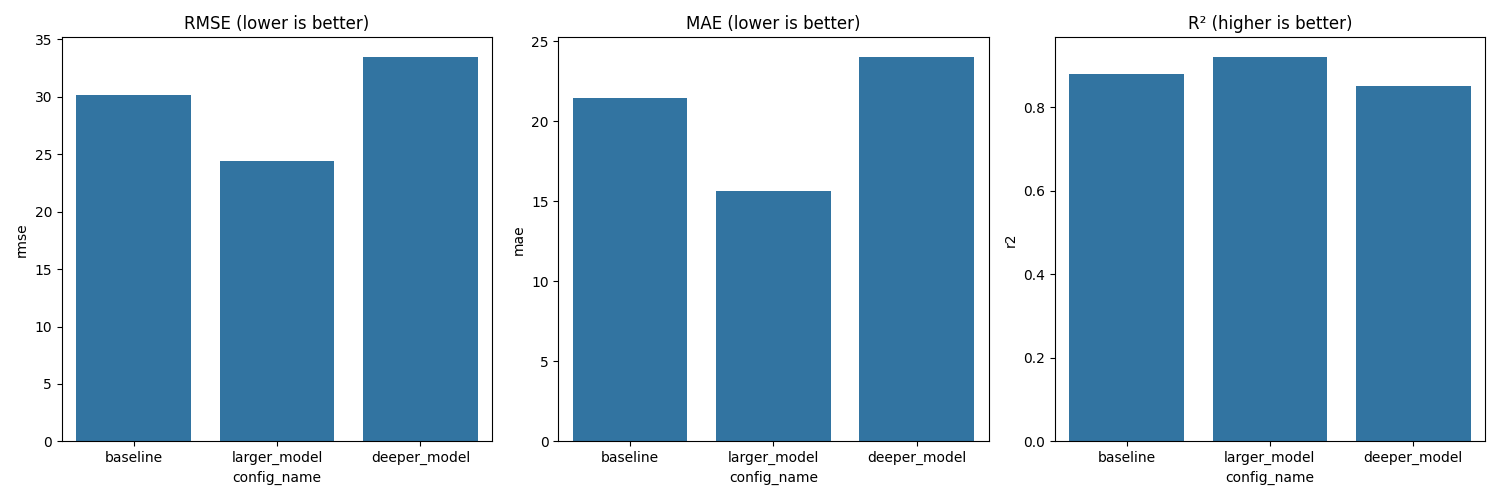 RMSE (lower is better)
35
30
25
20
15
10
5
0
rmse
baseline larger_model deeper_model
config_name
MAE (lower is better)
25
20
15
10
5
0
mae
baseline larger_model deeper_model
config_name
R² (higher is better)
0.8
0.6
0.4
0.2
0.0
r2
baseline larger_model deeper_model
config_name